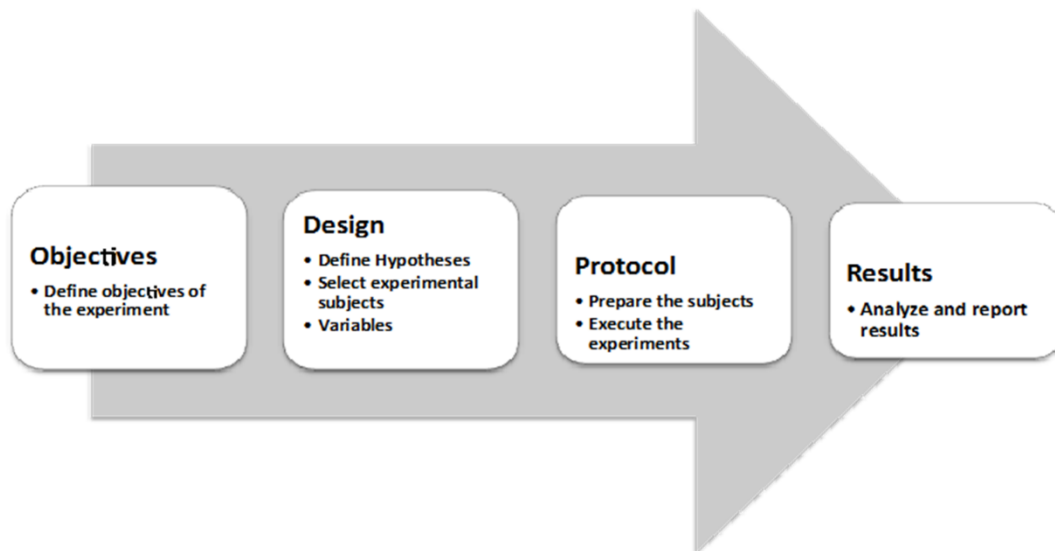 Objectives
• Define objectives of
the experiment
Design
• Define Hypotheses
• Select experimental
subjects
• Variables
Protocol
• Prepare the subjects
• Execute the
experiments
Results
• Analyze and report
results